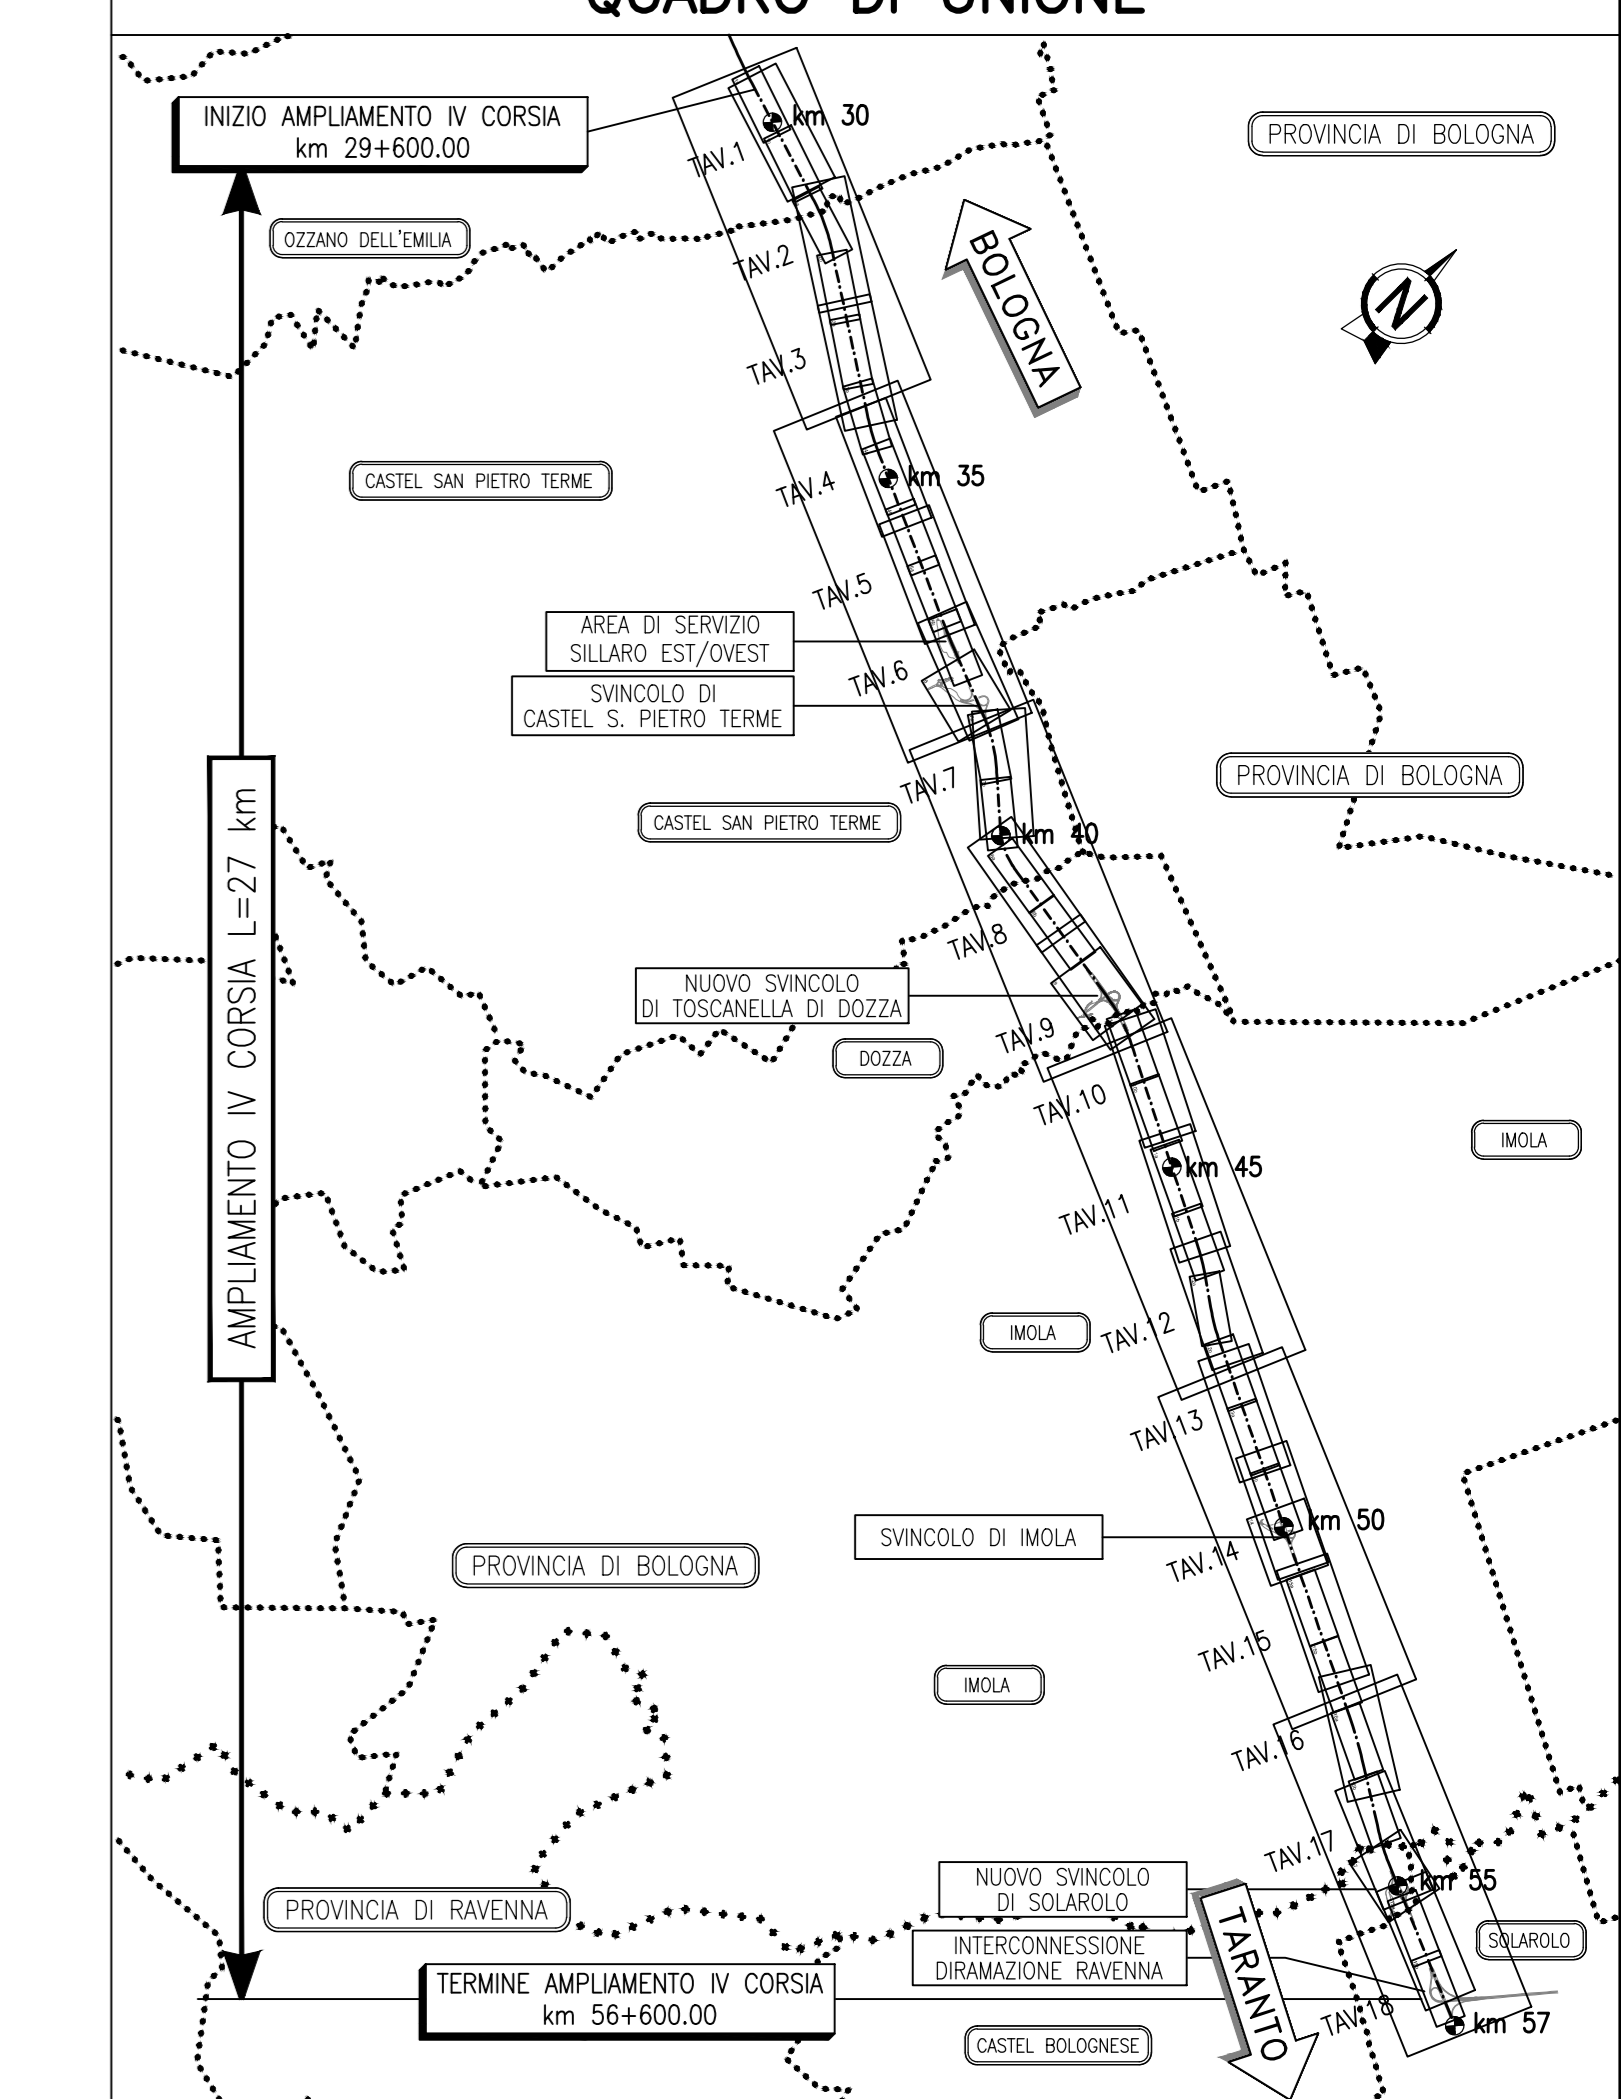 QUADRO DI UNIONE
INIZIO AMPLIAMENTO IV CORSIA
km 29+600.00
km 30
PROVINCIA DI BOLOGNA
TAV.1
OZZANO DELL'EMILIA
TAV.2
BOLOGNA
N
TAV.3
CASTEL SAN PIETRO TERME
TAV.4
km 35
TAV.5
AREA DI SERVIZIO
SILLARO EST/OVEST
TAV.6
SVINCOLO DI
CASTEL S. PIETRO TERME
PROVINCIA DI BOLOGNA
TAV.7
CASTEL SAN PIETRO TERME
km 40
AMPLIAMENTO IV CORSIA L=27 km
TAV.8
NUOVO SVINCOLO
DI TOSCANELLA DI DOZZA
TAV.9
DOZZA
TAV.10
IMOLA
km 45
TAV.11
IMOLA
TAV.12
TAV.13
km 50
SVINCOLO DI IMOLA
TAV.14
PROVINCIA DI BOLOGNA
TAV.15
IMOLA
TAV.16
TAV.17
NUOVO SVINCOLO
DI SOLAROLO
km 55
PROVINCIA DI RAVENNA
SOLAROLO
INTERCONNESSIONE
DIRAMAZIONE RAVENNA
TARANTO
TERMINE AMPLIAMENTO IV CORSIA
km 56+600.00
TAV.18
km 57
CASTEL BOLOGNESE